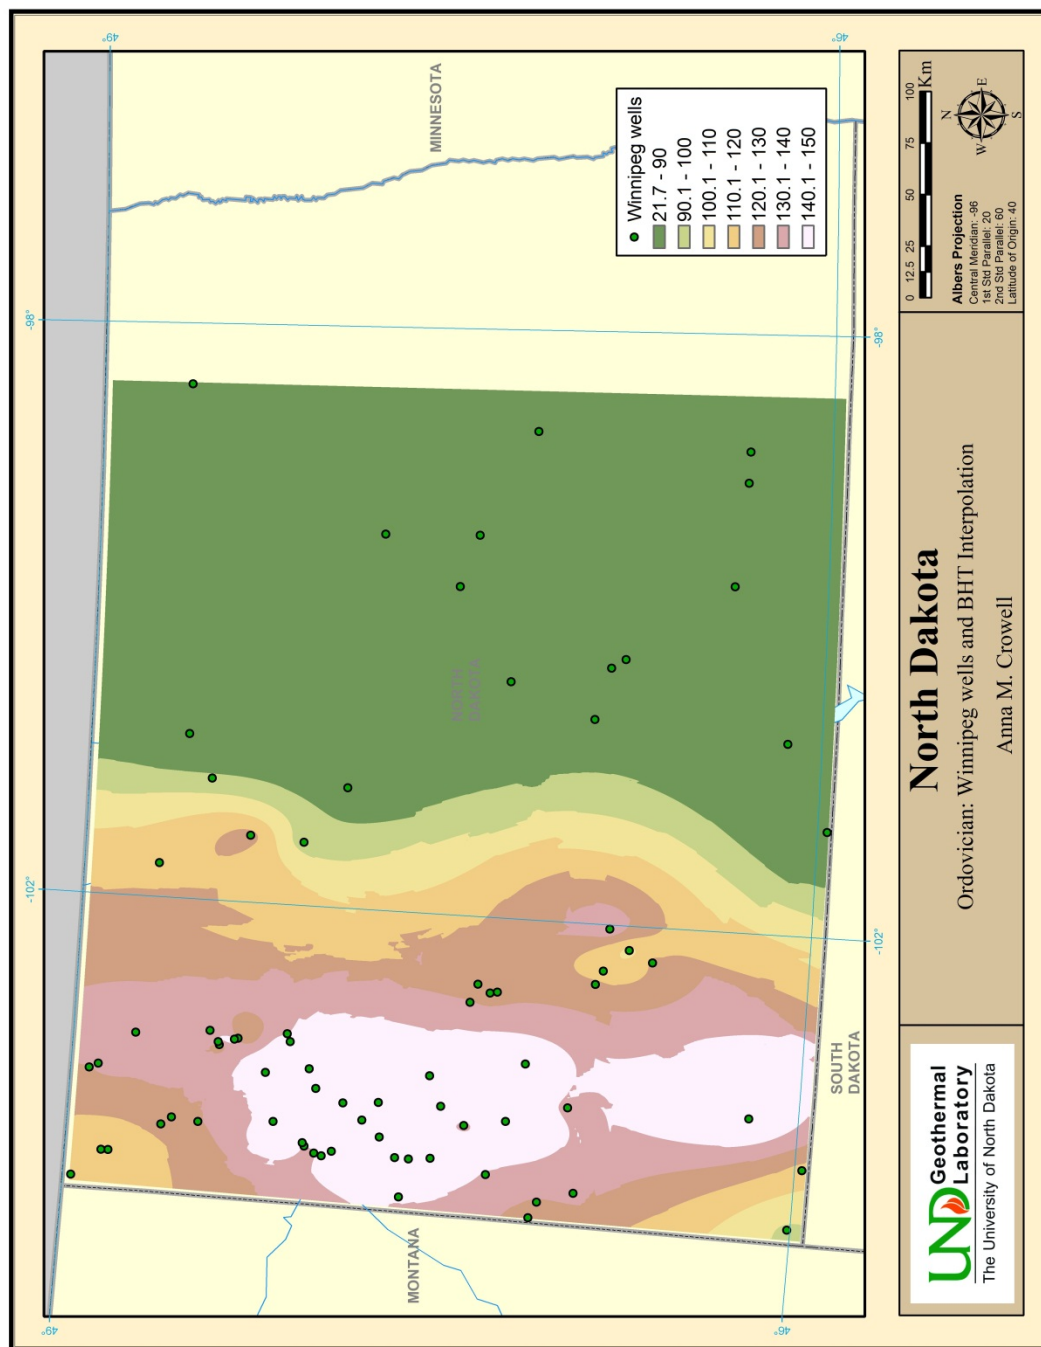 49°
46°
-98°
-98°
-102°
-102°
49°
46°
MINNESOTA
NORTH
DAKOTA
MONTANA
SOUTH
DAKOTA
Winnipeg wells
21.7 - 90
90.1 - 100
100.1 - 110
110.1 - 120
120.1 - 130
130.1 - 140
140.1 - 150
UND Geothermal
Laboratory
The University of North Dakota
North Dakota
Ordovician: Winnipeg wells and BHT Interpolation
Anna M. Crowell
0 12.5 25 50 75 100
Km
Albers Projection
Central Meridian: -96
1st Std Parallel: 20
2nd Std Parallel: 60
Latitude of Origin: 40
N
W E
S